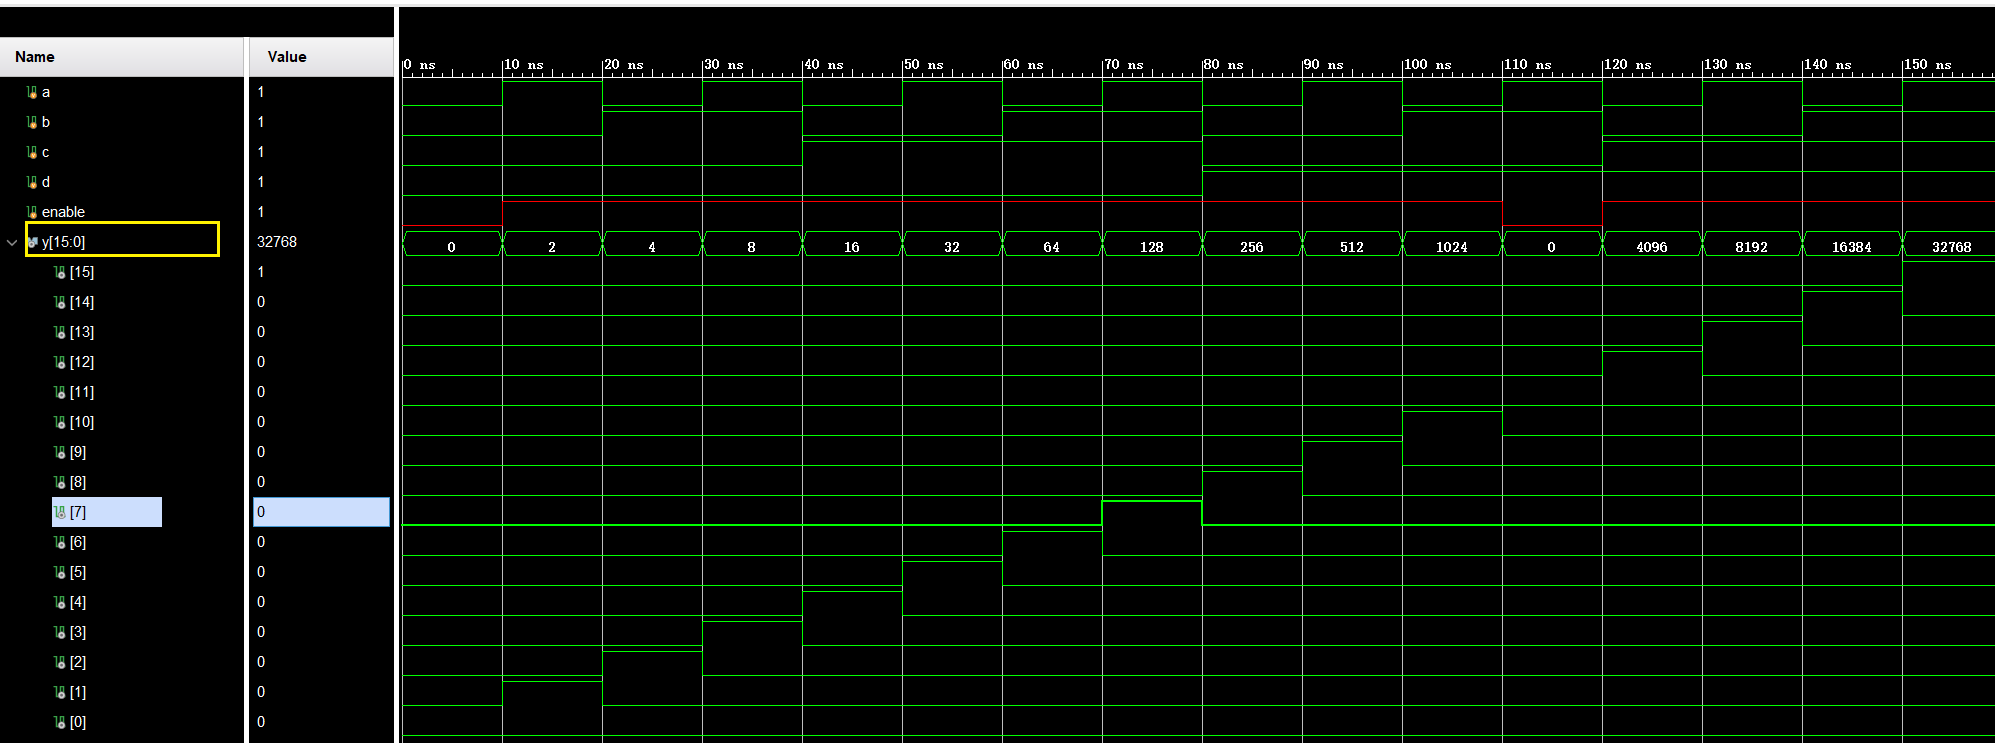 Name Value
0 ns 10 ns 20 ns 30 ns 40 ns 50 ns 60 ns 70 ns 80 ns 90 ns 100 ns 110 ns 120 ns 130 ns 140 ns 150 ns
a 1
b 1
c 1
d 1
enable 1
y[15:0] 32768 0 2 4 8 16 32 64 128 256 512 1024 0 4096 8192 16384 32768
[15] 1
[14] 0
[13] 0
[12] 0
[11] 0
[10] 0
[9] 0
[8] 0
[7] 0
[6] 0
[5] 0
[4] 0
[3] 0
[2] 0
[1] 0
[0] 0